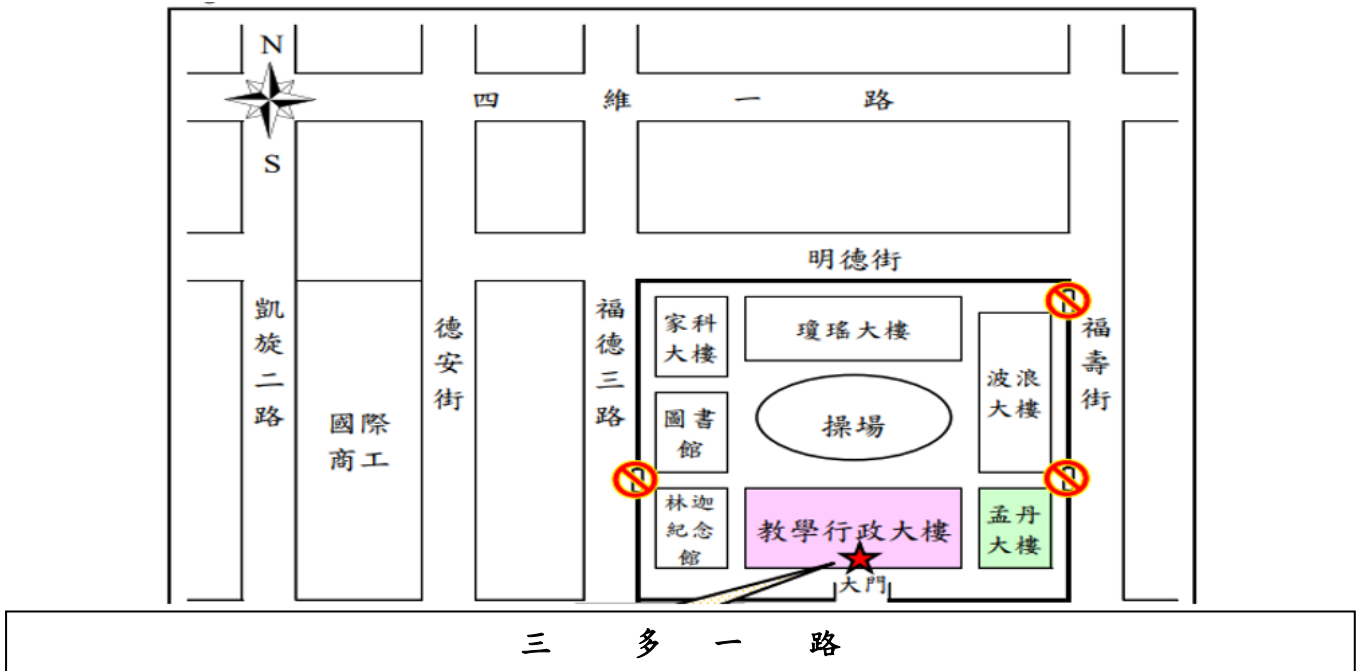 N
四維一路
S
明德街
凱旋二路
德安街
福德三路
福壽街
國際
商工
家科
大樓
瓊瑤大樓
波浪
大樓
圖書
館
操場
林迦
紀念
館
教學行政大樓
孟丹
大樓
大門
三多一路